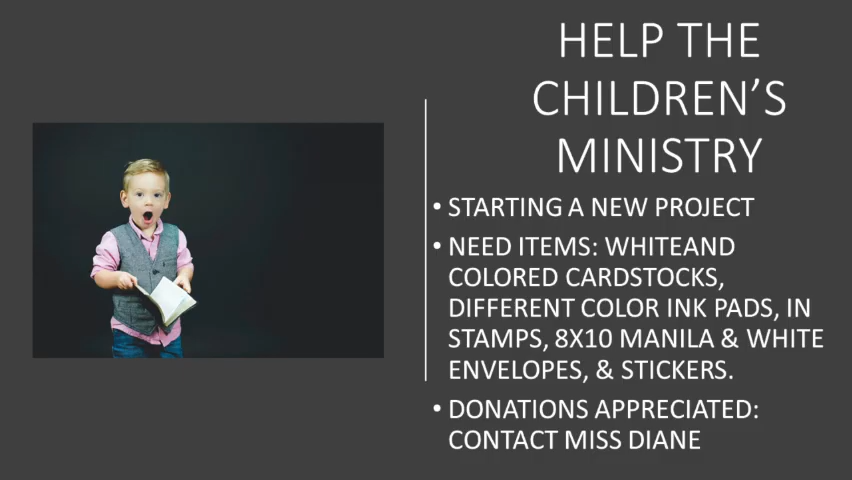 HELP THE
CHILDREN’S
MINISTRY
• STARTING A NEW PROJECT
• NEED ITEMS: WHITEAND
COLORED CARDSTOCKS,
DIFFERENT COLOR INK PADS, IN
STAMPS, 8X10 MANILA & WHITE
ENVELOPES, & STICKERS.
• DONATIONS APPRECIATED:
CONTACT MISS DIANE